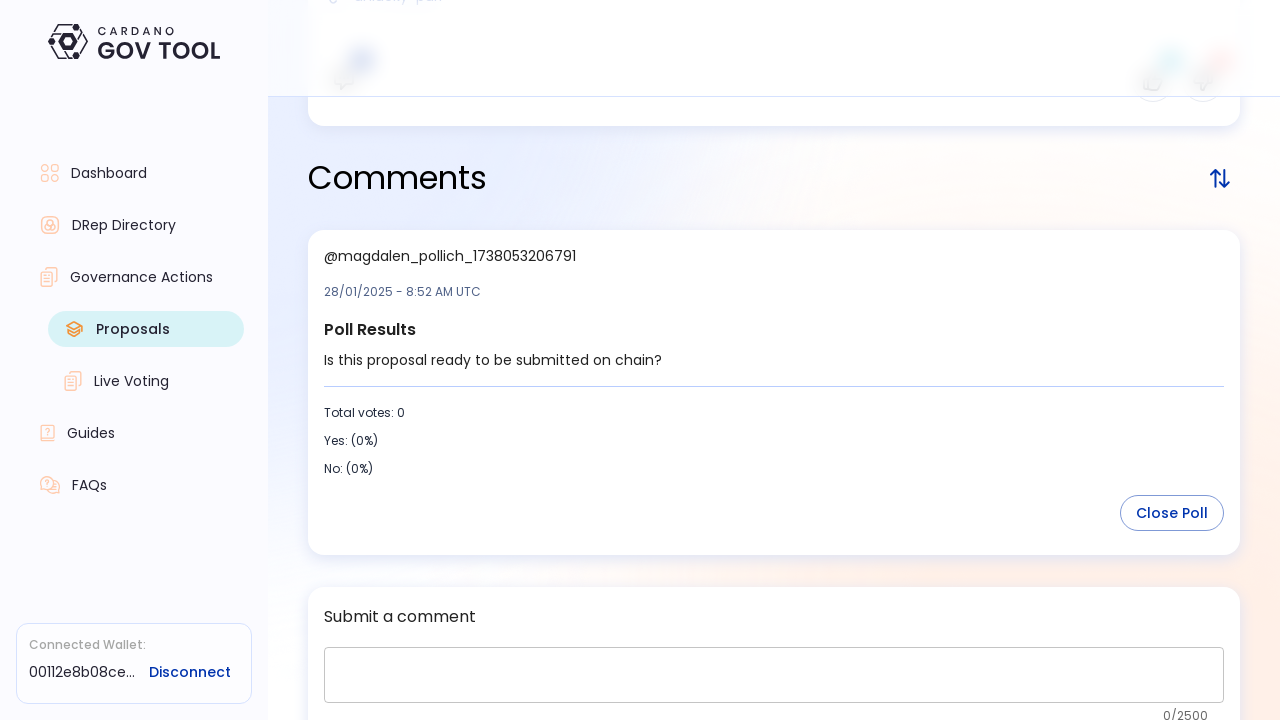 CARDANO
GOV TOOL
Dashboard
DRep Directory
Governance Actions
Proposals
Live Voting
Guides
FAQs
Connected Wallet:
00112e8b08ce...
Disconnect
Comments
@magdalen_pollich_1738053206791
28/01/2025 - 8:52 AM UTC
Poll Results
Is this proposal ready to be submitted on chain?
Total votes: 0
Yes: (0%)
No: (0%)
Close Poll
Submit a comment
0/2500